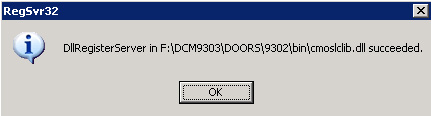 RegSvr32
DllRegisterServer in F:\DCM9303\DOORS\9302\bin\cmoslclib.dll succeeded.
OK